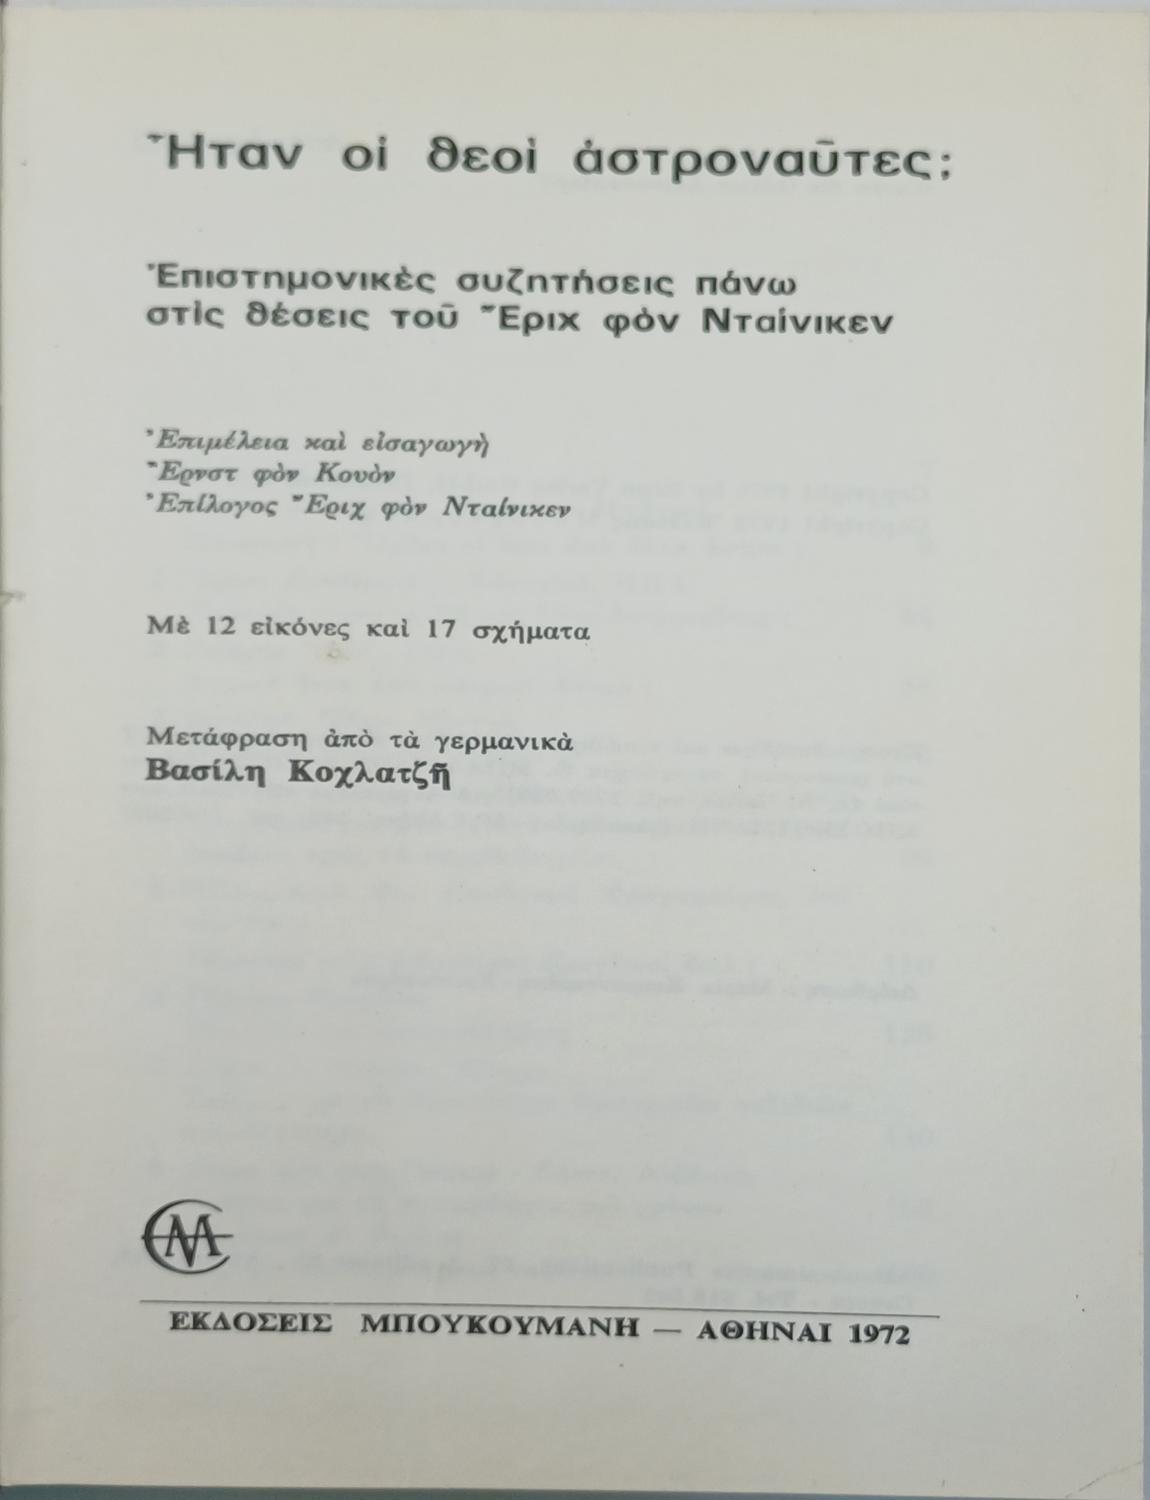 Ἦταν οἱ θεοὶ ἀστροναῦτες;
Ἐπιστημονικὲς συζητήσεις πάνω
στὶς θέσεις τοῦ Ἔριχ φὸν Νταίνικεν
Ἐπιμέλεια καὶ εἰσαγωγὴ
Ἔρνστ φὸν Κουὸν
Ἐπίλογος Ἔριχ φὸν Νταίνικεν
Μὲ 12 εἰκόνες καὶ 17 σχήματα
Μετάφραση ἀπὸ τὰ γερμανικὰ
Βασίλη Κοχλατζῆ
ΕΚΔΟΣΕΙΣ ΜΠΟΥΚΟΥΜΑΝΗ — ΑΘΗΝΑΙ 1972